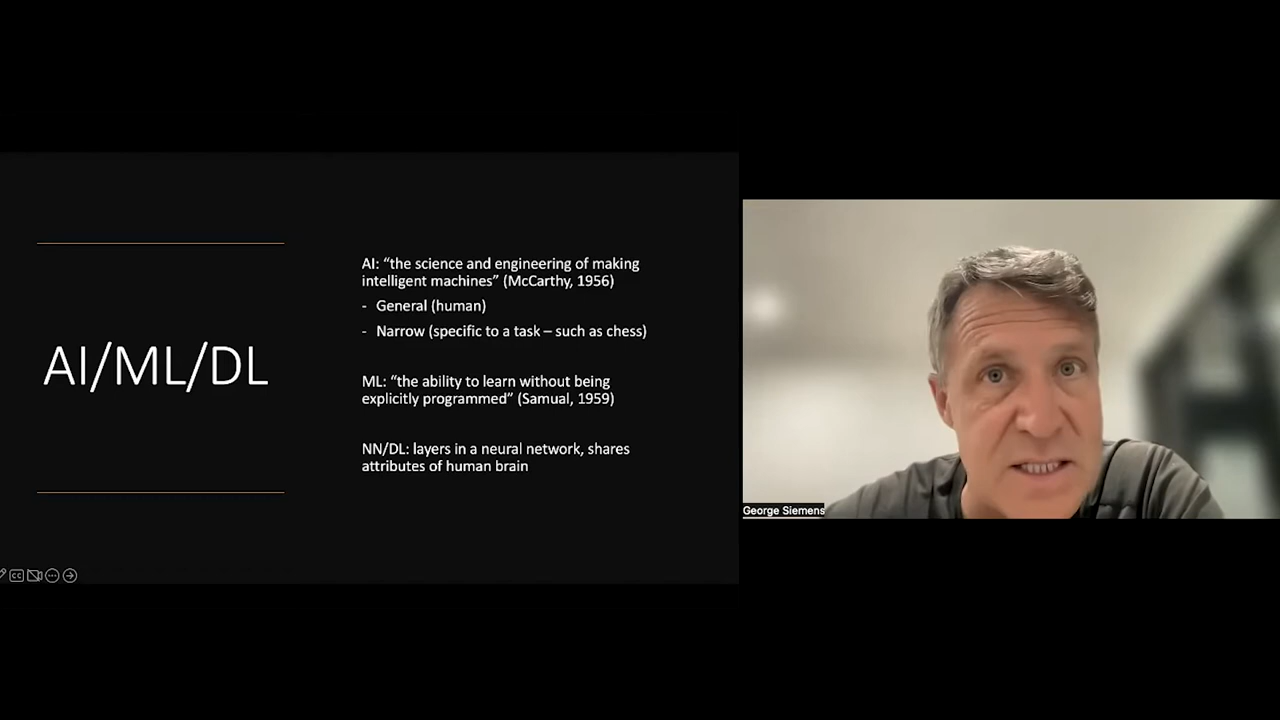 AI/ML/DL
AI: “the science and engineering of making
intelligent machines” (McCarthy, 1956)
- General (human)
- Narrow (specific to a task – such as chess)
ML: “the ability to learn without being
explicitly programmed” (Samual, 1959)
NN/DL: layers in a neural network, shares
attributes of human brain
CC
George Siemens